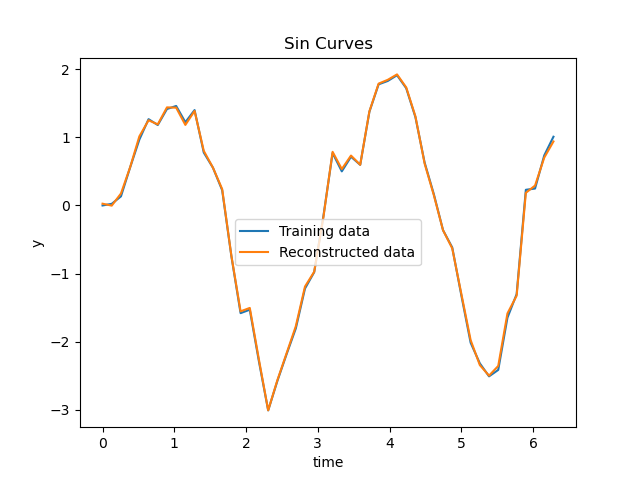 Sin Curves
y
2
1
0
−1
−2
−3
Training data
Reconstructed data
0 1 2 3 4 5 6
time